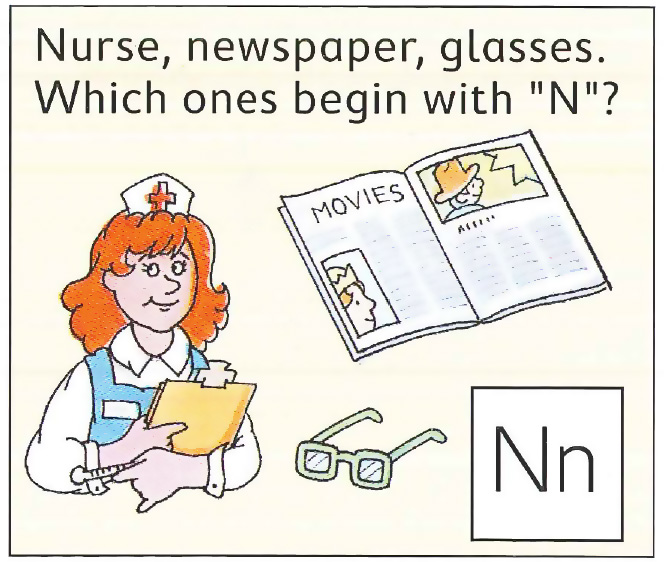 Nurse, newspaper, glasses.
Which ones begin with "N"?
MOVIES
Nn